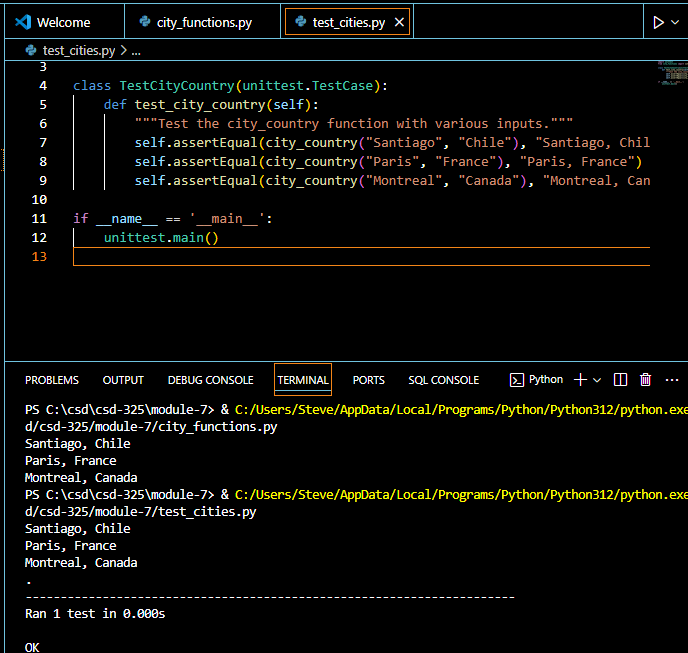 Welcome city_functions.py test_cities.py
test_cities.py > ...
3
4 class TestCityCountry(unittest.TestCase):
5     def test_city_country(self):
6         """Test the city_country function with various inputs."""
7         self.assertEqual(city_country("Santiago", "Chile"), "Santiago, Chil
8         self.assertEqual(city_country("Paris", "France"), "Paris, France")
9         self.assertEqual(city_country("Montreal", "Canada"), "Montreal, Can
10
11 if __name__ == '__main__':
12     unittest.main()
13
PROBLEMS OUTPUT DEBUG CONSOLE TERMINAL PORTS SQL CONSOLE Python
PS C:\csd\csd-325\module-7> & C:/Users/Steve/AppData/Local/Programs/Python/Python312/python.exe
d/csd-325/module-7/city_functions.py
Santiago, Chile
Paris, France
Montreal, Canada
PS C:\csd\csd-325\module-7> & C:/Users/Steve/AppData/Local/Programs/Python/Python312/python.exe
d/csd-325/module-7/test_cities.py
Santiago, Chile
Paris, France
Montreal, Canada
.
----------------------------------------------------------------------
Ran 1 test in 0.000s
OK